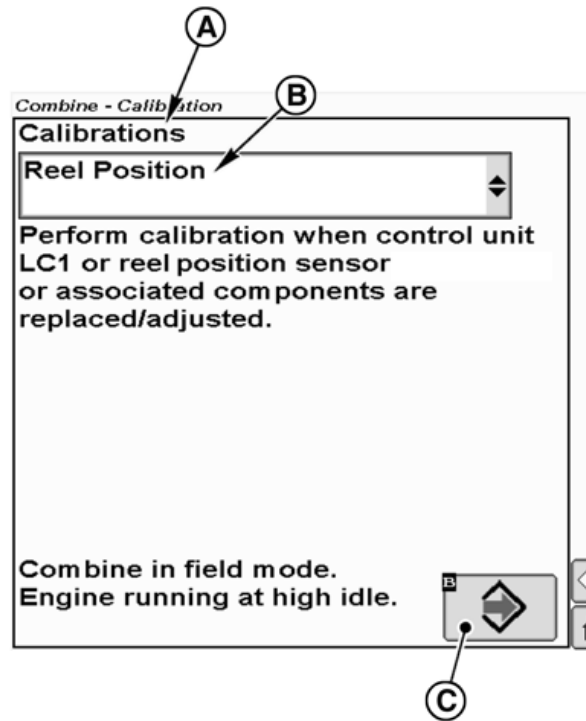 A
B
Combine - Calibration
Calibrations
Reel Position
Perform calibration when control unit
LC1 or reel position sensor
or associated components are
replaced/adjusted.
Combine in field mode.
Engine running at high idle.
B
C